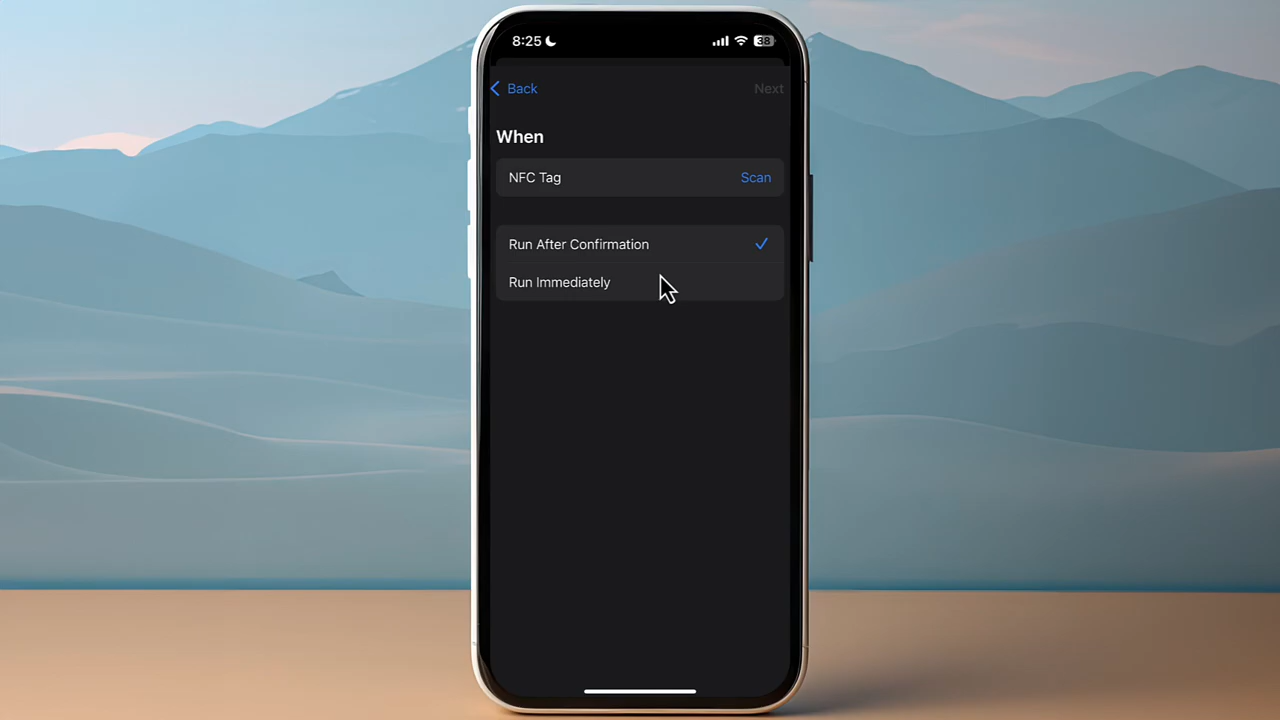 8:25
38
Back
Next
When
NFC Tag
Scan
Run After Confirmation
Run Immediately